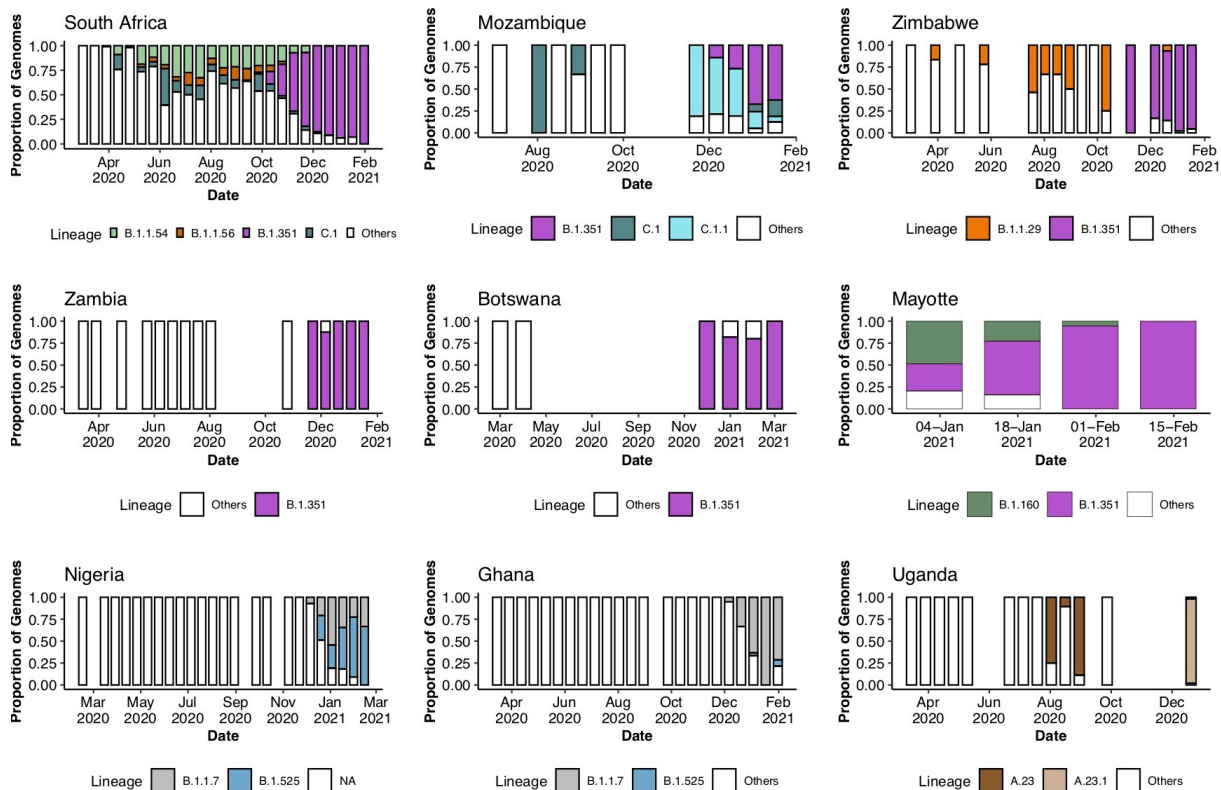 South Africa
Proportion of Genomes
1.00
0.75
0.50
0.25
0.00
Apr 2020 Jun 2020 Aug 2020 Oct 2020 Dec 2020 Feb 2021
Date
Lineage B.1.1.54 B.1.1.56 B.1.351 C.1 Others
Mozambique
Proportion of Genomes
1.00
0.75
0.50
0.25
0.00
Aug 2020 Oct 2020 Dec 2020 Feb 2021
Date
Lineage B.1.351 C.1 C.1.1 Others
Zimbabwe
Proportion of Genomes
1.00
0.75
0.50
0.25
0.00
Apr 2020 Jun 2020 Aug 2020 Oct 2020 Dec 2020 Feb 2021
Date
Lineage B.1.1.29 B.1.351 Others
Zambia
Proportion of Genomes
1.00
0.75
0.50
0.25
0.00
Apr 2020 Jun 2020 Aug 2020 Oct 2020 Dec 2020 Feb 2021
Date
Lineage Others B.1.351
Botswana
Proportion of Genomes
1.00
0.75
0.50
0.25
0.00
Mar 2020 May 2020 Jul 2020 Sep 2020 Nov 2020 Jan 2021 Mar 2021
Date
Lineage Others B.1.351
Mayotte
Proportion of Genomes
1.00
0.75
0.50
0.25
0.00
04–Jan 2021 18–Jan 2021 01–Feb 2021 15–Feb 2021
Date
Lineage B.1.160 B.1.351 Others
Nigeria
Proportion of Genomes
1.00
0.75
0.50
0.25
0.00
Mar 2020 May 2020 Jul 2020 Sep 2020 Nov 2020 Jan 2021 Mar 2021
Date
Lineage B.1.1.7 B.1.525 NA
Ghana
Proportion of Genomes
1.00
0.75
0.50
0.25
0.00
Apr 2020 Jun 2020 Aug 2020 Oct 2020 Dec 2020 Feb 2021
Date
Lineage B.1.1.7 B.1.525 Others
Uganda
Proportion of Genomes
1.00
0.75
0.50
0.25
0.00
Apr 2020 Jun 2020 Aug 2020 Oct 2020 Dec 2020
Date
Lineage A.23 A.23.1 Others